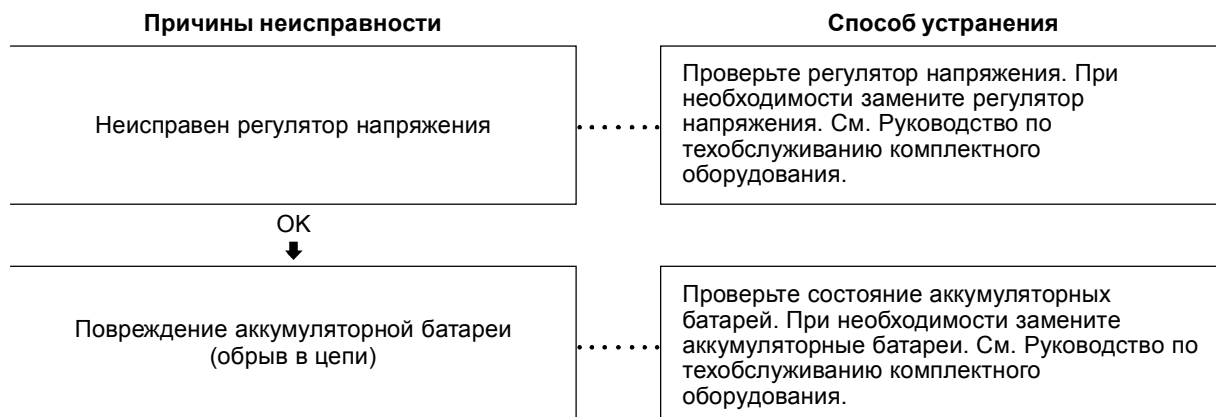 Причины неисправности
Способ устранения
Неисправен регулятор напряжения
Проверьте регулятор напряжения. При
необходимости замените регулятор
напряжения. См. Руководство по
техобслуживанию комплектного
оборудования.
OK
Повреждение аккумуляторной батареи
(обрыв в цепи)
Проверьте состояние аккумуляторных
батарей. При необходимости замените
аккумуляторные батареи. См. Руководство по
техобслуживанию комплектного
оборудования.